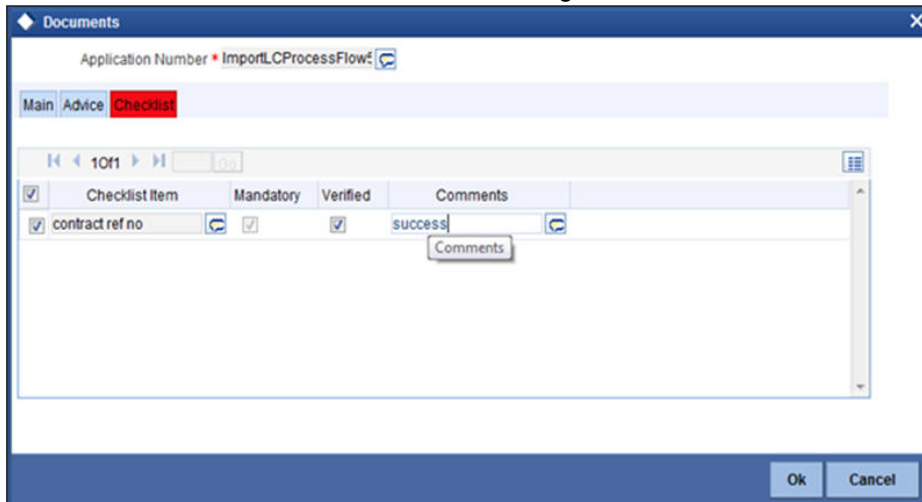 Documents
Application Number * ImportLCProcessFlow5
Main Advice Checklist
1Of1 Go
Checklist Item Mandatory Verified Comments
contract ref no success
Comments
Ok Cancel